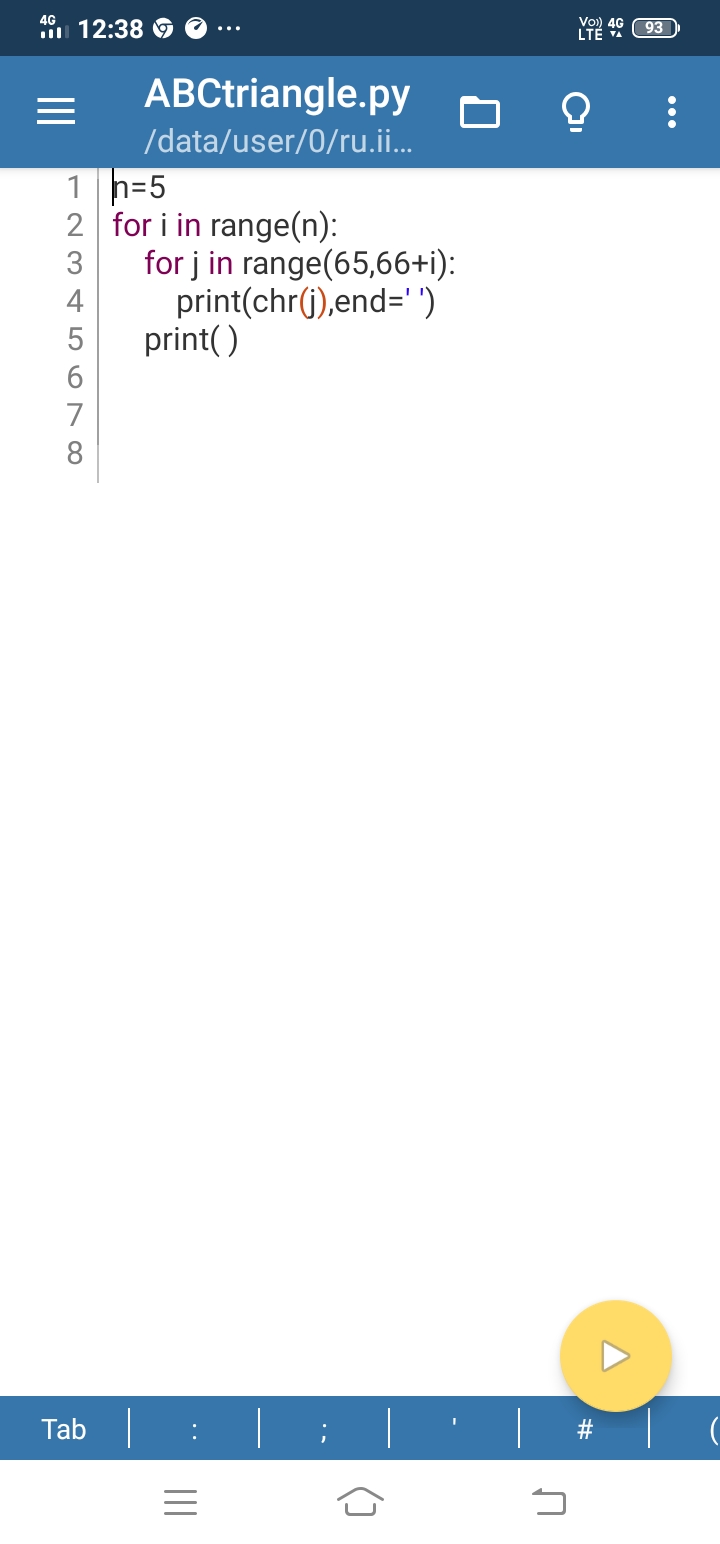 4G 12:38 ... Vo)) LTE 4G 93
ABCtriangle.py
/data/user/0/ru.ii...
1 n=5
2 for i in range(n):
3     for j in range(65,66+i):
4         print(chr(j),end=' ')
5     print( )
6
7
8
Tab | : | ; | ' | # | (